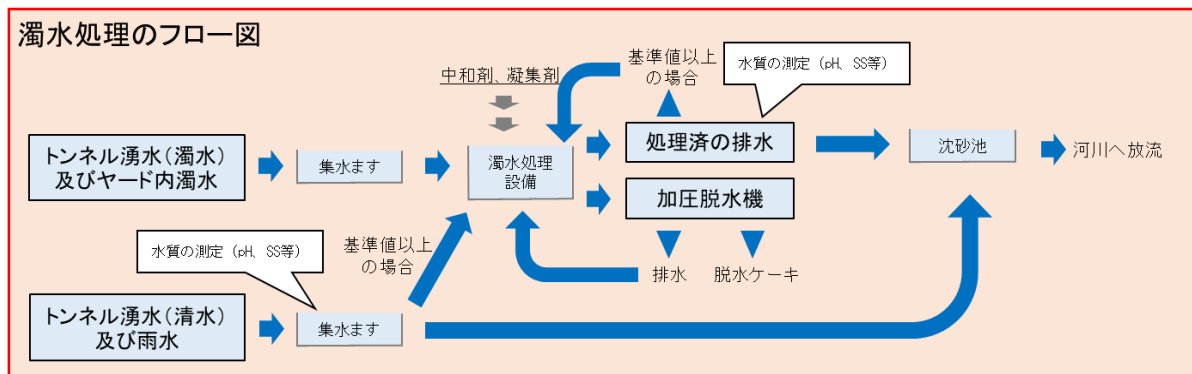 濁水処理のフロー図
中和剤、凝集剤
基準値以上
の場合
水質の測定（pH、SS等）
トンネル湧水（濁水）
及びヤード内濁水
集水ます
濁水処理
設備
処理済の排水
沈砂池
河川へ放流
加圧脱水機
水質の測定（pH、SS等）
基準値以上
の場合
排水
脱水ケーキ
トンネル湧水（清水）
及び雨水
集水ます